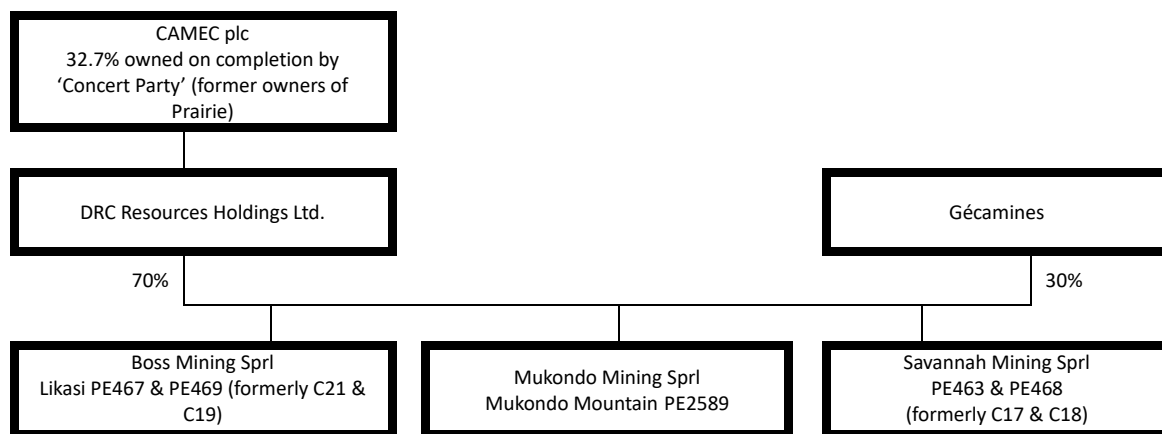 CAMEC plc
32.7% owned on completion by
‘Concert Party’ (former owners of
Prairie)
DRC Resources Holdings Ltd.
Gécamines
70%
30%
Boss Mining Sprl
Likasi PE467 & PE469 (formerly C21 &
C19)
Mukondo Mining Sprl
Mukondo Mountain PE2589
Savannah Mining Sprl
PE463 & PE468
(formerly C17 & C18)